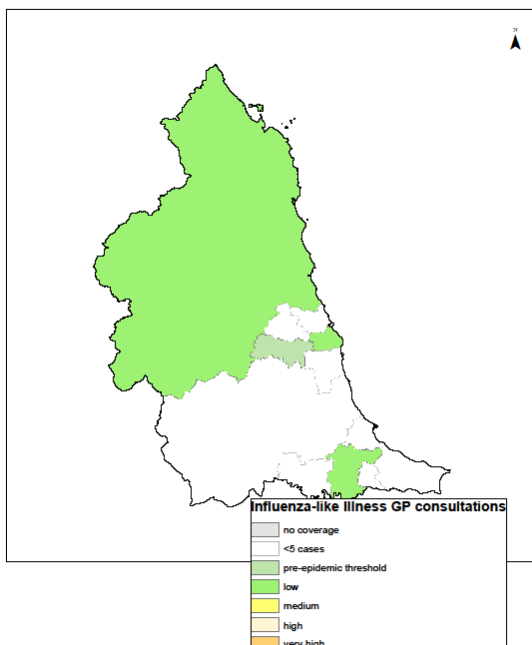 N
Influenza-like Illness GP consultations
no coverage
<5 cases
pre-epidemic threshold
low
medium
high
very high